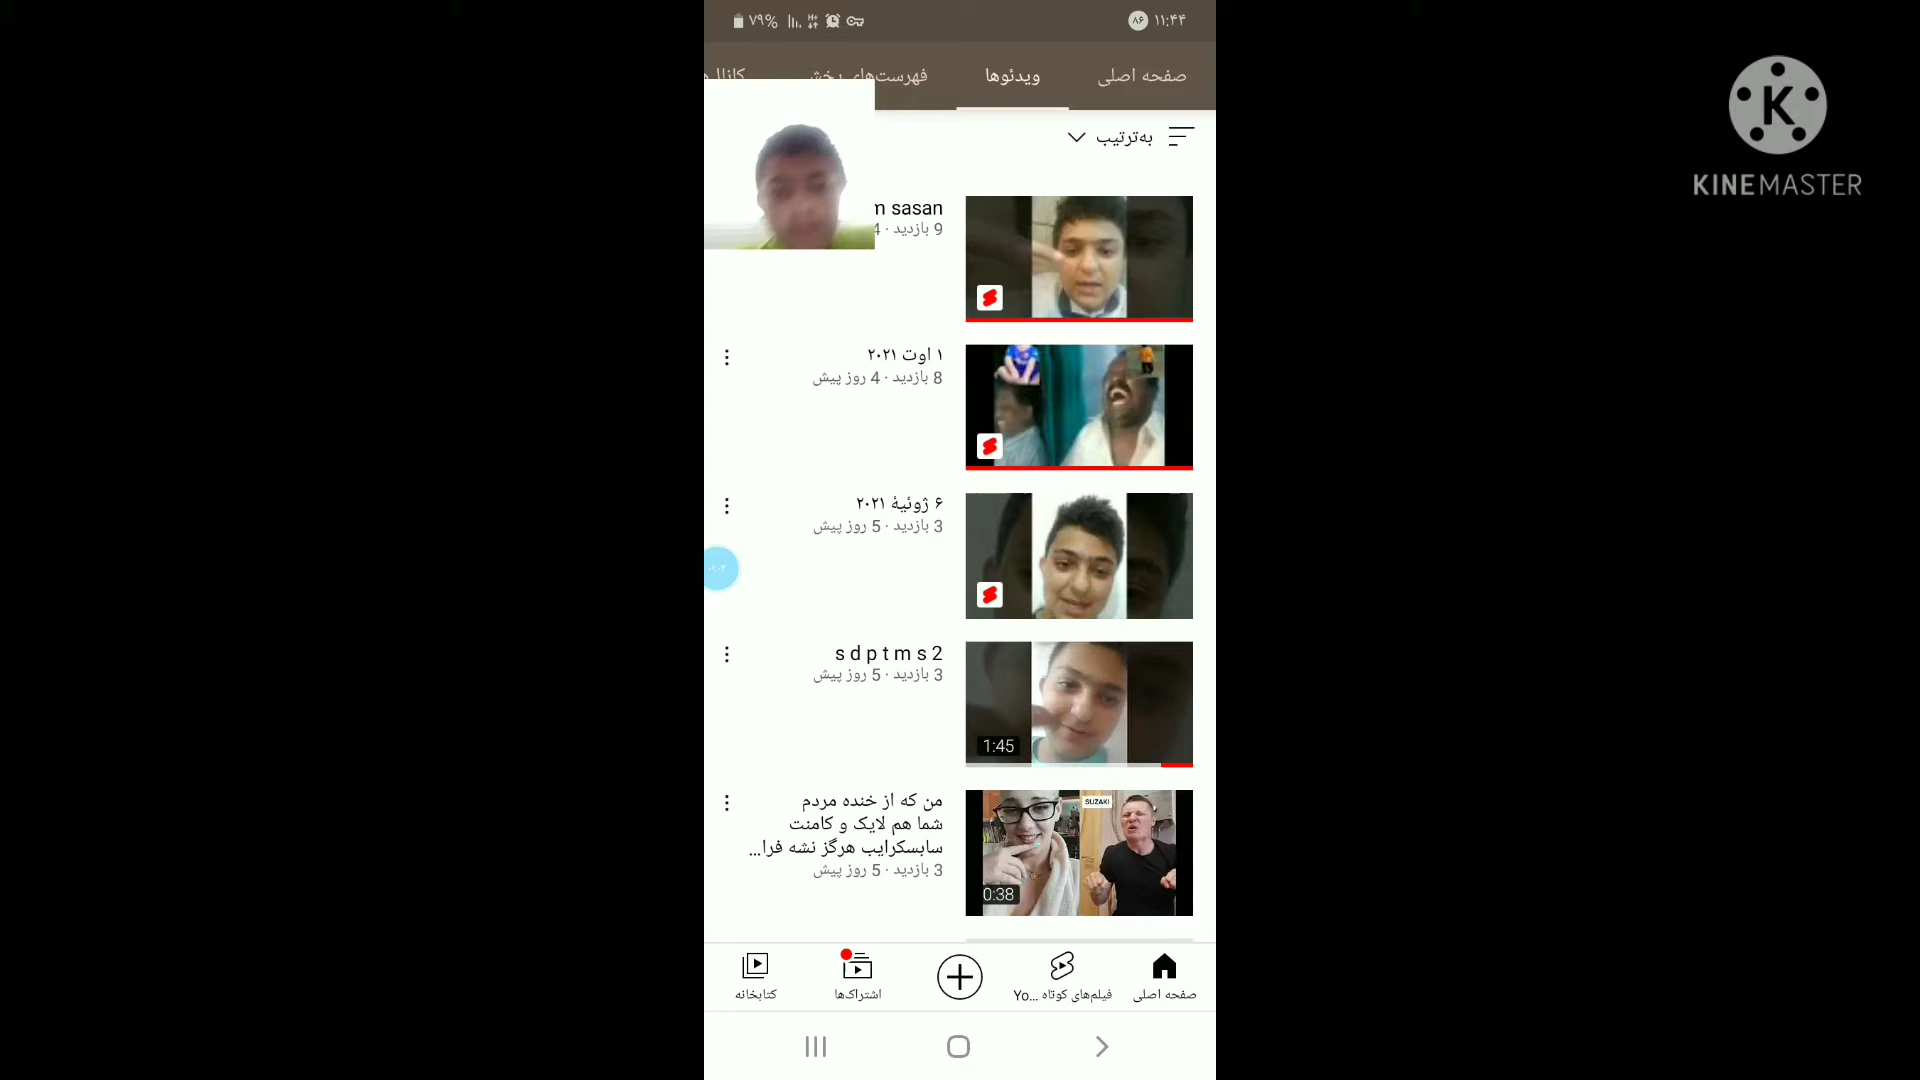 ۷۹%
۸۶ ۱۱:۴۴
صفحه اصلی
ویدئوها
فهرست‌های پخش
KINEMASTER
به‌ترتیب
m sasan
9 بازدید · 4
۱ اوت ۲۰۲۱
8 بازدید · 4 روز پیش
۶ ژوئیهٔ ۲۰۲۱
3 بازدید · 5 روز پیش
s d p t m s 2
3 بازدید · 5 روز پیش
1:45
من که از خنده مردم
شما هم لایک و کامنت
سابسکرایب هرگز نشه فرا...
3 بازدید · 5 روز پیش
SUZAKI
0:38
صفحه اصلی
فیلم‌های کوتاه Yo...
اشتراک‌ها
کتابخانه